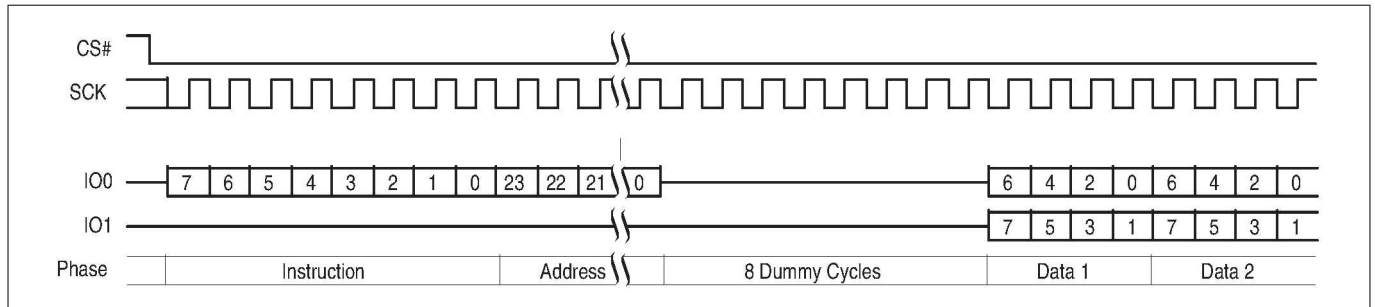 CS#
SCK
IO0 7 6 5 4 3 2 1 0 23 22 21 0 6 4 2 0 6 4 2 0
IO1 7 5 3 1 7 5 3 1
Phase Instruction Address 8 Dummy Cycles Data 1 Data 2